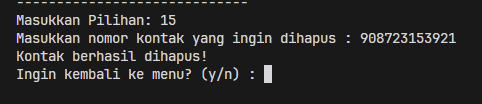 ----------------------------
Masukkan Pilihan: 15
Masukkan nomor kontak yang ingin dihapus : 908723153921
Kontak berhasil dihapus!
Ingin kembali ke menu? (y/n) :